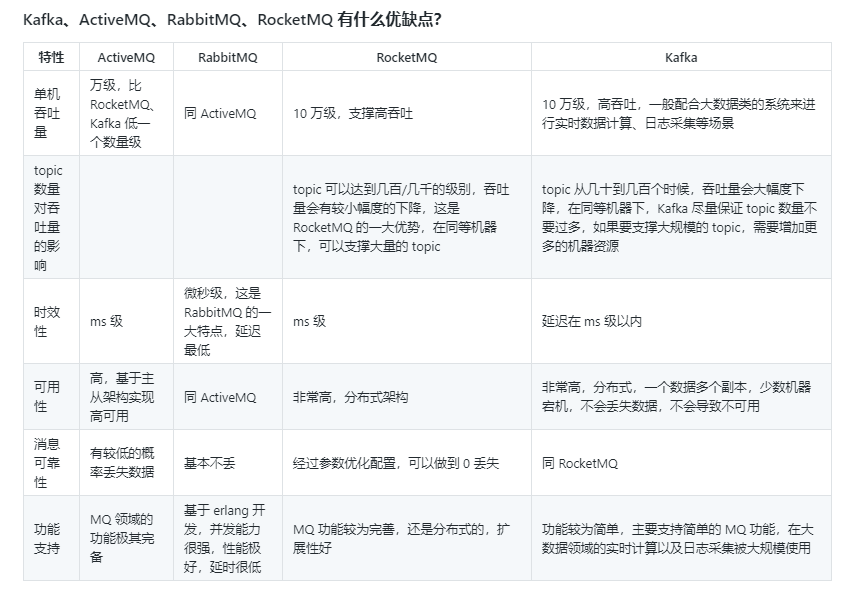 Kafka、ActiveMQ、RabbitMQ、RocketMQ 有什么优缺点？
特性
ActiveMQ
RabbitMQ
RocketMQ
Kafka
单机
吞吐
量
万级，比
RocketMQ、
Kafka 低一
个数量级
同 ActiveMQ
10 万级，支撑高吞吐
10 万级，高吞吐，一般配合大数据类的系统来进
行实时数据计算、日志采集等场景
topic
数量
对吞
吐量
的影
响
topic 可以达到几百/几千的级别，吞吐
量会有较小幅度的下降，这是
RocketMQ 的一大优势，在同等机器
下，可以支撑大量的 topic
topic 从几十到几百个时候，吞吐量会大幅度下
降，在同等机器下，Kafka 尽量保证 topic 数量不
要过多，如果要支撑大规模的 topic，需要增加更
多的机器资源
时效
性
ms 级
微秒级，这是
RabbitMQ 的一
大特点，延迟
最低
ms 级
延迟在 ms 级以内
可用
性
高，基于主
从架构实现
高可用
同 ActiveMQ
非常高，分布式架构
非常高，分布式，一个数据多个副本，少数机器
宕机，不会丢失数据，不会导致不可用
消息
可靠
性
有较低的概
率丢失数据
基本不丢
经过参数优化配置，可以做到 0 丢失
同 RocketMQ
功能
支持
MQ 领域的
功能极其完
备
基于 erlang 开
发，并发能力
很强，性能极
好，延时很低
MQ 功能较为完善，还是分布式的，扩
展性好
功能较为简单，主要支持简单的 MQ 功能，在大
数据领域的实时计算以及日志采集被大规模使用